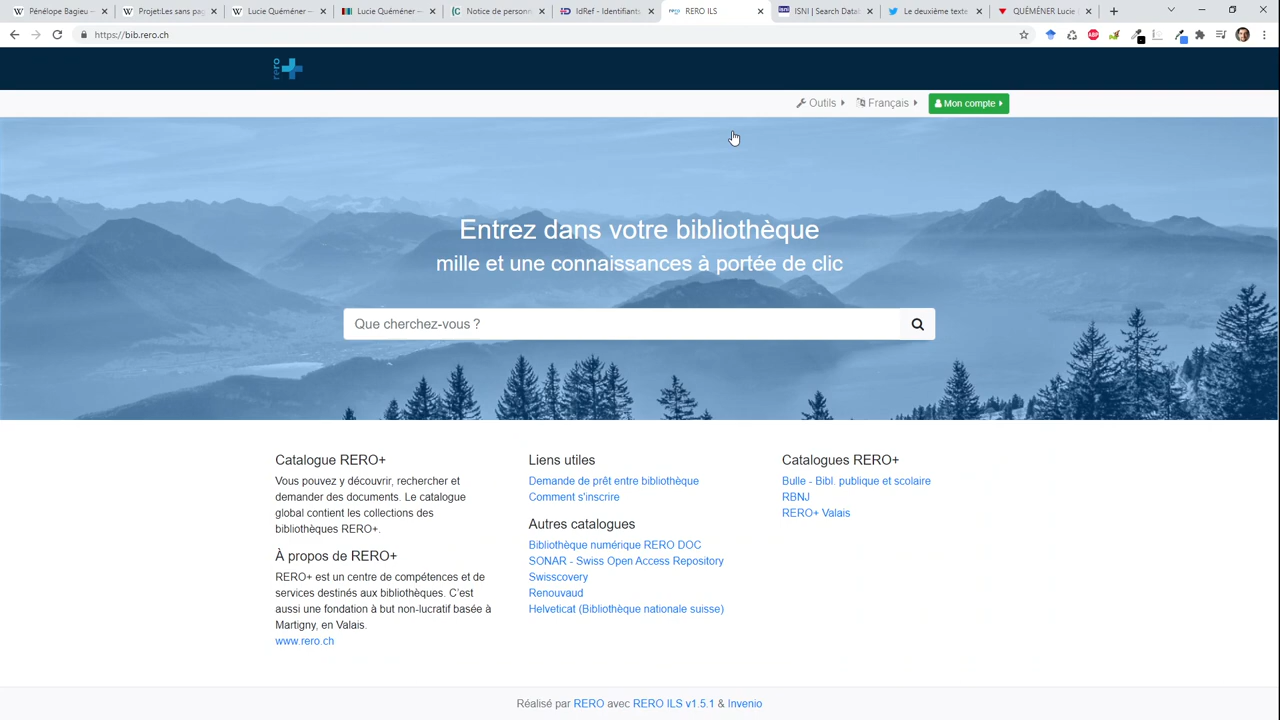 Pénélope Bagieu –
Projet:Les sans pag
Lucie Quéméner –
Lucie Quéméner –
Notice de personn
IdRef - Identifiants
RERO ILS
ISNI | Search Data
Le deuxième texte
QUÉMÉNER Lucie
https://bib.rero.ch
rero
Outils
Français
Mon compte
Entrez dans votre bibliothèque
mille et une connaissances à portée de clic
Que cherchez-vous ?
Catalogue RERO+
Vous pouvez y découvrir, rechercher et
demander des documents. Le catalogue
global contient les collections des
bibliothèques RERO+.
À propos de RERO+
RERO+ est un centre de compétences et de
services destinés aux bibliothèques. C'est
aussi une fondation à but non-lucratif basée à
Martigny, en Valais.
www.rero.ch
Liens utiles
Demande de prêt entre bibliothèque
Comment s'inscrire
Autres catalogues
Bibliothèque numérique RERO DOC
SONAR - Swiss Open Access Repository
Swisscovery
Renouvaud
Helveticat (Bibliothèque nationale suisse)
Catalogues RERO+
Bulle - Bibl. publique et scolaire
RBNJ
RERO+ Valais
Réalisé par RERO avec RERO ILS v1.5.1 & Invenio